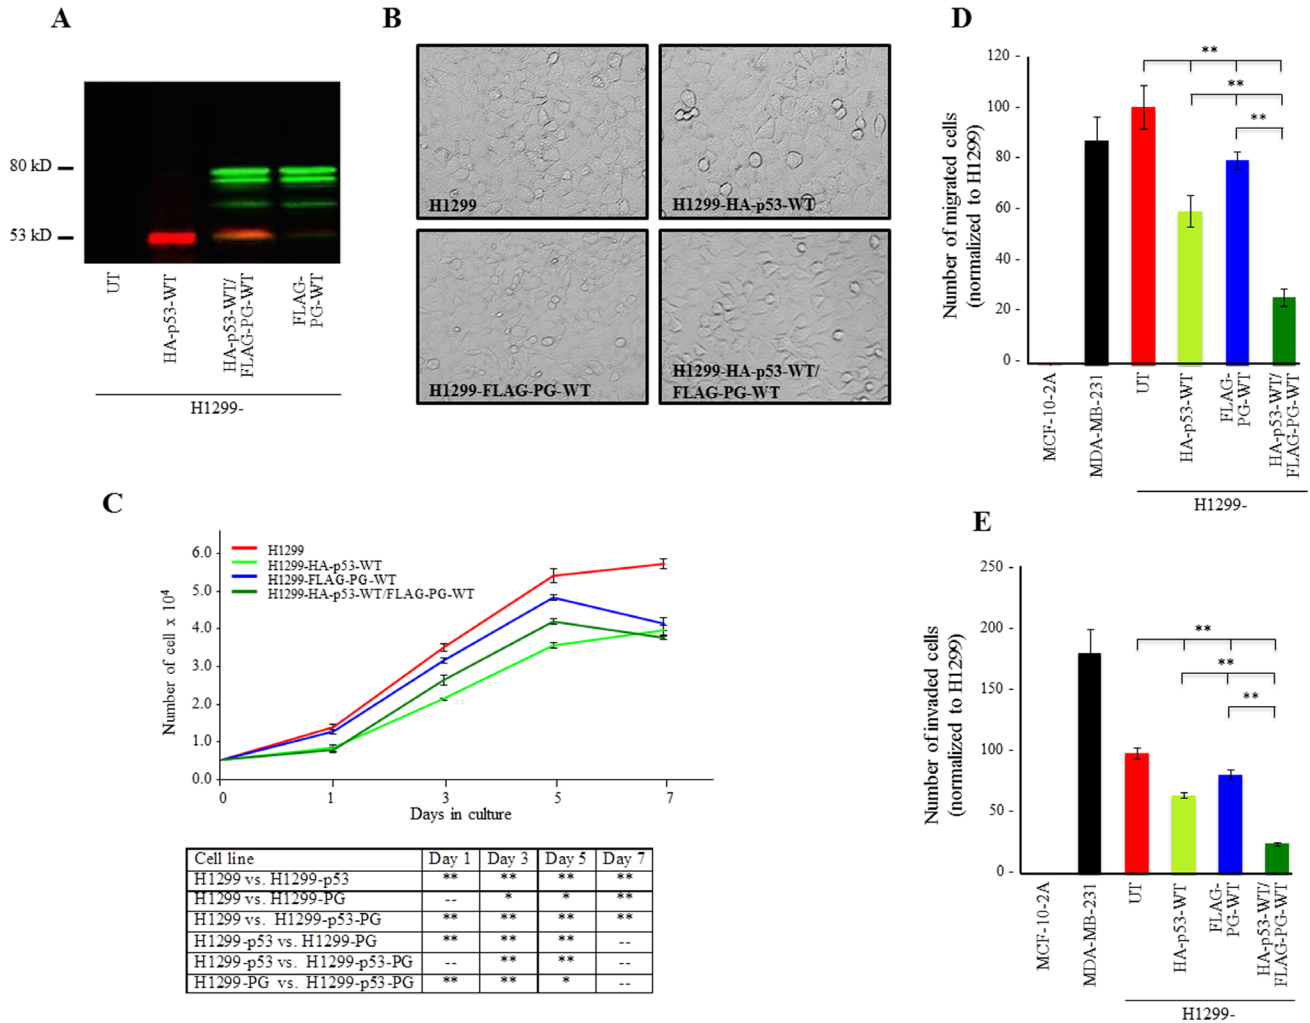 A
80 kD
53 kD
UT
HA-p53-WT
HA-p53-WT/
FLAG-PG-WT
FLAG-
PG-WT
H1299-
B
H1299
H1299-HA-p53-WT
H1299-FLAG-PG-WT
H1299-HA-p53-WT/
FLAG-PG-WT
C
Number of cell x 10⁴
6.0
5.0
4.0
3.0
2.0
1.0
0.0
H1299
H1299-HA-p53-WT
H1299-FLAG-PG-WT
H1299-HA-p53-WT/FLAG-PG-WT
0 1 3 5 7
Days in culture
Cell line Day 1 Day 3 Day 5 Day 7
H1299 vs. H1299-p53 ** ** ** **
H1299 vs. H1299-PG -- * * **
H1299 vs. H1299-p53-PG ** ** ** **
H1299-p53 vs. H1299-PG ** ** ** --
H1299-p53 vs. H1299-p53-PG -- ** ** --
H1299-PG vs. H1299-p53-PG ** ** * --
D
Number of migrated cells
(normalized to H1299)
120 -
100 -
80 -
60 -
40 -
20 -
0 -
**
**
**
MCF-10-2A
MDA-MB-231
UT
HA-p53-WT
FLAG-
PG-WT
HA-p53-WT/
FLAG-PG-WT
H1299-
E
Number of invaded cells
(normalized to H1299)
250 -
200 -
150 -
100 -
50 -
0 -
**
**
**
MCF-10-2A
MDA-MB-231
UT
HA-p53-WT
FLAG-
PG-WT
HA-p53-WT/
FLAG-PG-WT
H1299-